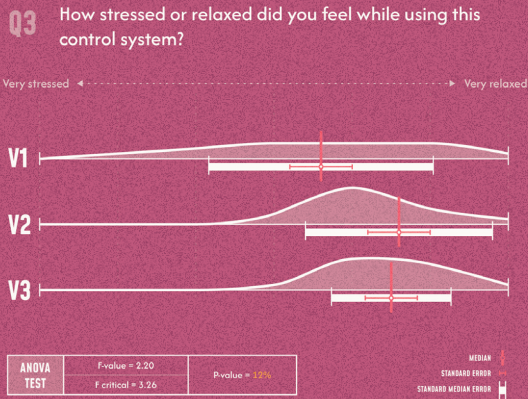 Q3
How stressed or relaxed did you feel while using this
control system?
Very stressed
Very relaxed
V1
V2
V3
ANOVA
TEST
F-value = 2.20
F critical = 3.26
P-value = 12%
MEDIAN
STANDARD ERROR
STANDARD MEDIAN ERROR